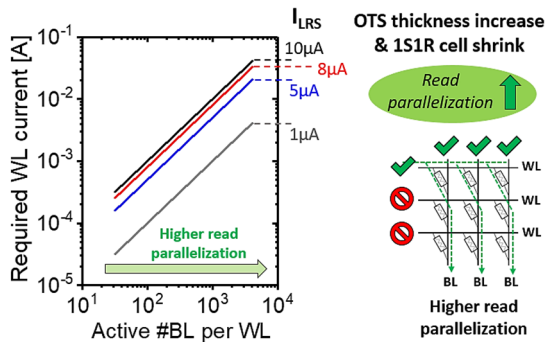 I_LRS
10µA
8µA
5µA
1µA
Required WL current [A]
10⁻¹
10⁻²
10⁻³
10⁻⁴
10⁻⁵
Higher read
parallelization
10¹
10²
10³
10⁴
Active #BL per WL
OTS thickness increase
& 1S1R cell shrink
Read
parallelization
WL
WL
WL
BL
BL
BL
Higher read
parallelization